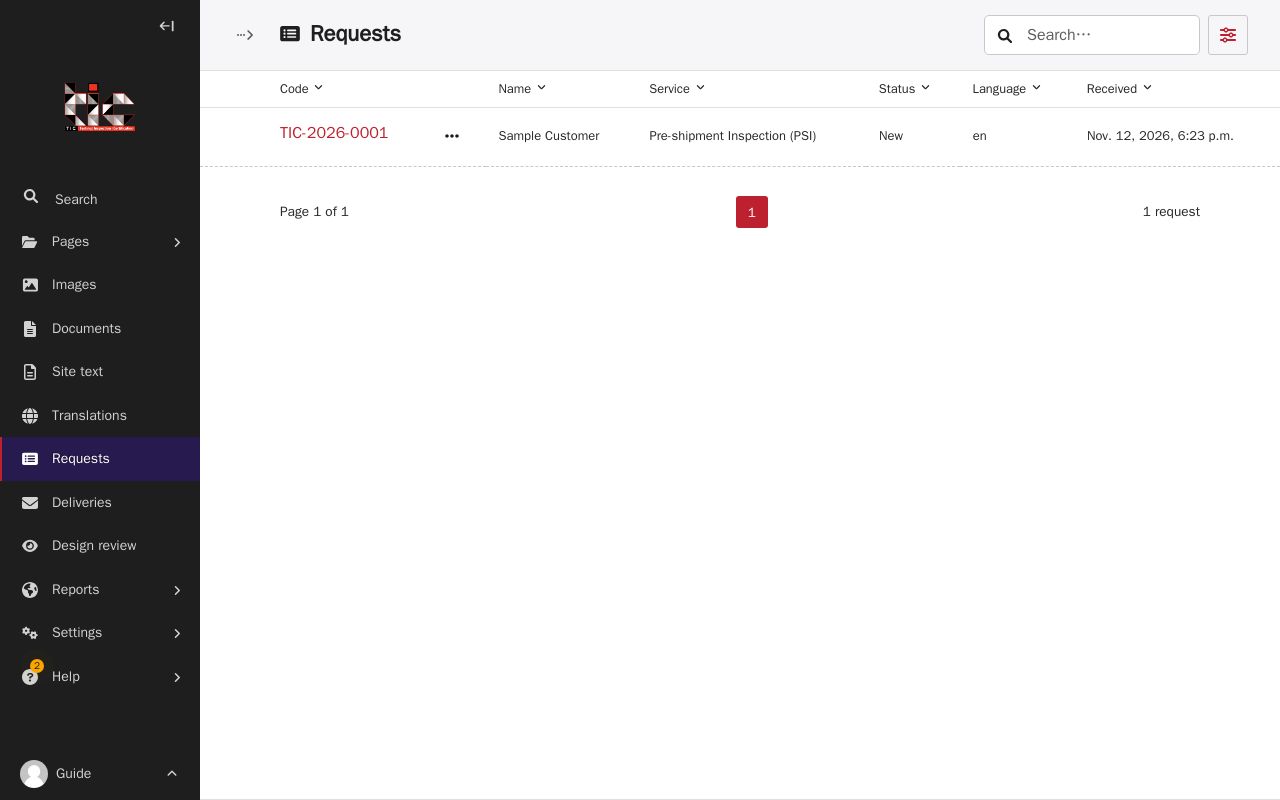 Requests
Search…
Code
Name
Service
Status
Language
Received
TIC-2026-0001
Sample Customer
Pre-shipment Inspection (PSI)
New
en
Nov. 12, 2026, 6:23 p.m.
Page 1 of 1
1
1 request
Search
Pages
Images
Documents
Site text
Translations
Requests
Deliveries
Design review
Reports
Settings
2
Help
Guide